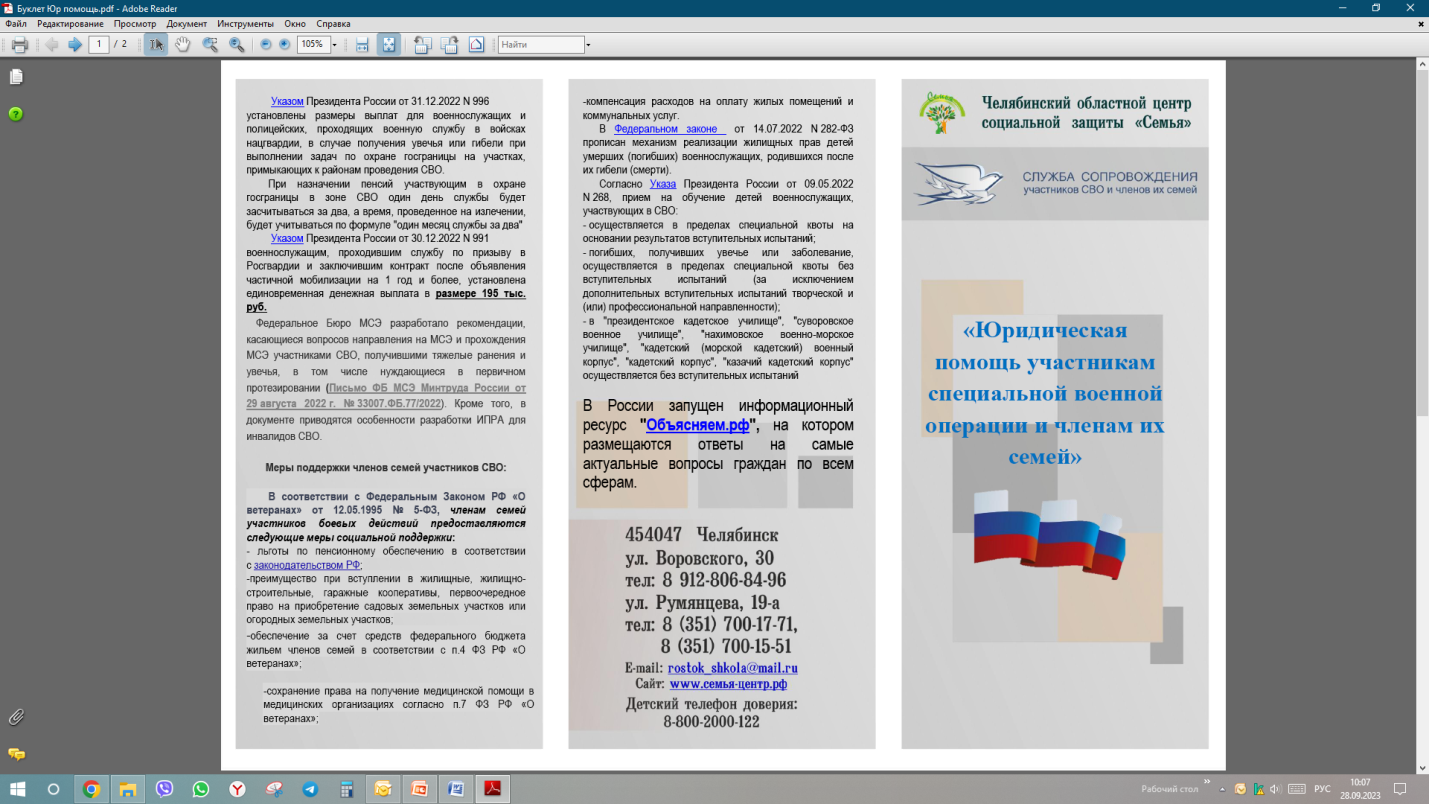 Буклет Юр помощь.pdf - Adobe Reader
Файл Редактирование Просмотр Документ Инструменты Окно Справка
1 / 2 105% Найти
Указом Президента России от 31.12.2022 N 996
установлены размеры выплат для военнослужащих и
полицейских, проходящих военную службу в войсках
нацгвардии, в случае получения увечья или гибели при
выполнении задач по охране госграницы на участках,
примыкающих к районам проведения СВО.
При назначении пенсий участвующим в охране
госграницы в зоне СВО один день службы будет
засчитываться за два, а время, проведенное на излечении,
будет учитываться по формуле "один месяц службы за два"
Указом Президента России от 30.12.2022 N 991
военнослужащим, проходившим службу по призыву в
Росгвардии и заключившим контракт после объявления
частичной мобилизации на 1 год и более, установлена
единовременная денежная выплата в размере 195 тыс.
руб.
Федеральное Бюро МСЭ разработало рекомендации,
касающиеся вопросов направления на МСЭ и прохождения
МСЭ участниками СВО, получившими тяжелые ранения и
увечья, в том числе нуждающиеся в первичном
протезировании (Письмо ФБ МСЭ Минтруда России от
29 августа 2022 г. № 33007.ФБ.77/2022). Кроме того, в
документе приводятся особенности разработки ИПРА для
инвалидов СВО.
Меры поддержки членов семей участников СВО:
В соответствии с Федеральным Законом РФ «О
ветеранах» от 12.05.1995 № 5-ФЗ, членам семей
участников боевых действий предоставляются
следующие меры социальной поддержки:
- льготы по пенсионному обеспечению в соответствии
с законодательством РФ;
-преимущество при вступлении в жилищные, жилищно-
строительные, гаражные кооперативы, первоочередное
право на приобретение садовых земельных участков или
огородных земельных участков;
-обеспечение за счет средств федерального бюджета
жильем членов семей в соответствии с п.4 ФЗ РФ «О
ветеранах»;
-сохранение права на получение медицинской помощи в
медицинских организациях согласно п.7 ФЗ РФ «О
ветеранах»;
-компенсация расходов на оплату жилых помещений и
коммунальных услуг.
В Федеральном законе от 14.07.2022 N 282-ФЗ
прописан механизм реализации жилищных прав детей
умерших (погибших) военнослужащих, родившихся после
их гибели (смерти).
Согласно Указа Президента России от 09.05.2022
N 268, прием на обучение детей военнослужащих,
участвующих в СВО:
- осуществляется в пределах специальной квоты на
основании результатов вступительных испытаний;
- погибших, получивших увечье или заболевание,
осуществляется в пределах специальной квоты без
вступительных испытаний (за исключением
дополнительных вступительных испытаний творческой и
(или) профессиональной направленности);
- в "президентское кадетское училище", "суворовское
военное училище", "нахимовское военно-морское
училище", "кадетский (морской кадетский) военный
корпус", "кадетский корпус", "казачий кадетский корпус"
осуществляется без вступительных испытаний
В России запущен информационный
ресурс "Объясняем.рф", на котором
размещаются ответы на самые
актуальные вопросы граждан по всем
сферам.
454047 Челябинск
ул. Воровского, 30
тел: 8 912-806-84-96
ул. Румянцева, 19-а
тел: 8 (351) 700-17-71,
8 (351) 700-15-51
E-mail: rostok_shkola@mail.ru
Сайт: www.семья-центр.рф
Детский телефон доверия:
8-800-2000-122
Семья
Челябинский областной центр
социальной защиты «Семья»
СЛУЖБА СОПРОВОЖДЕНИЯ
участников СВО и членов их семей
«Юридическая
помощь участникам
специальной военной
операции и членам их
семей»
Рабочий стол РУС 10:07
28.09.2023